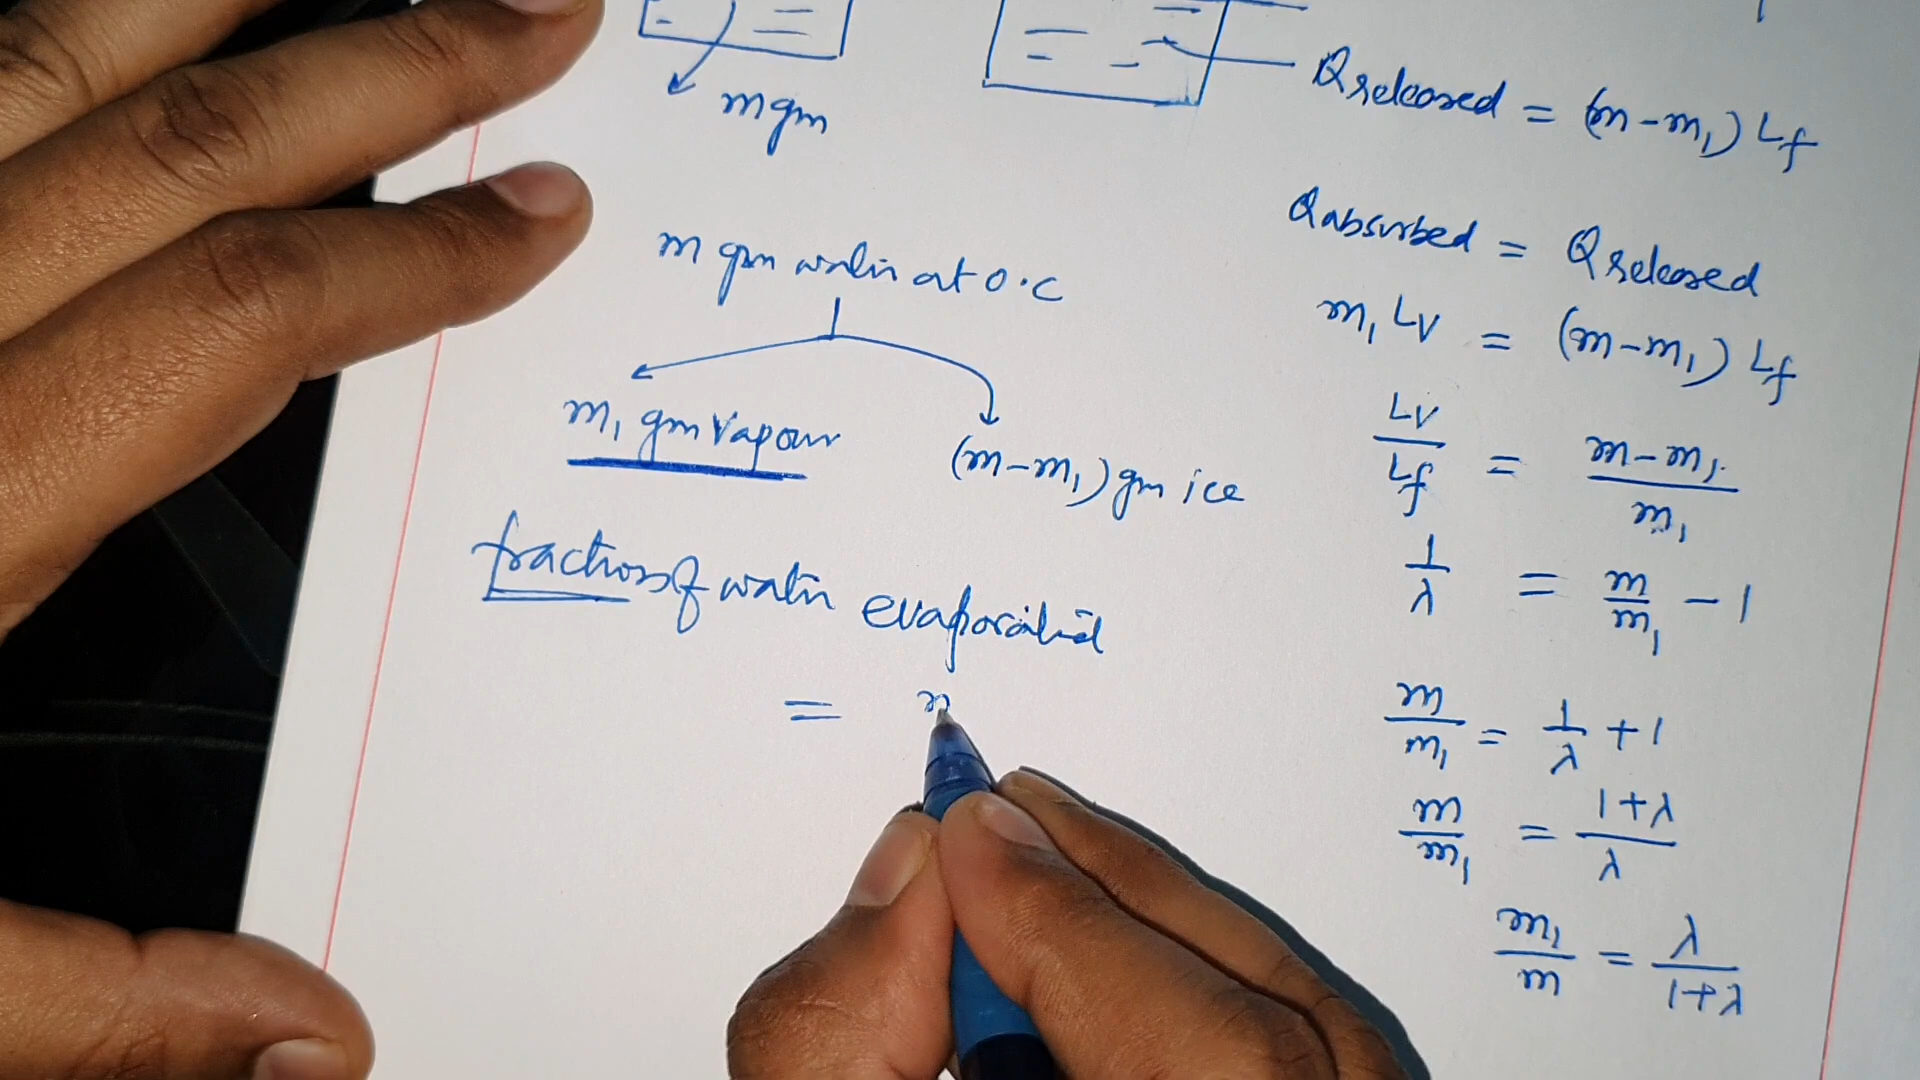 m gm
Qreleased = (m-m₁) Lf
m gm water at 0°C
m₁ gm Vapour
(m-m₁) gm ice
fraction of water evaporated
= m
Qabsorbed = Qreleased
m₁ Lv = (m-m₁) Lf
Lv/Lf = (m-m₁)/m₁
1/λ = m/m₁ - 1
m/m₁ = 1/λ + 1
m/m₁ = (1+λ)/λ
m₁/m = λ/(1+λ)